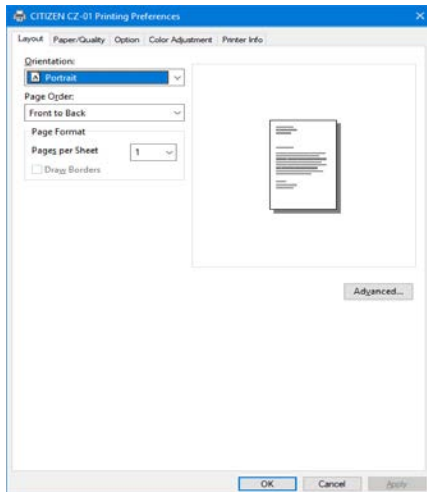 CITIZEN CZ-01 Printing Preferences
Layout Paper/Quality Option Color Adjustment Printer Info
Orientation:
Portrait
Page Order:
Front to Back
Page Format
Pages per Sheet 1
Draw Borders
Advanced...
OK Cancel Apply